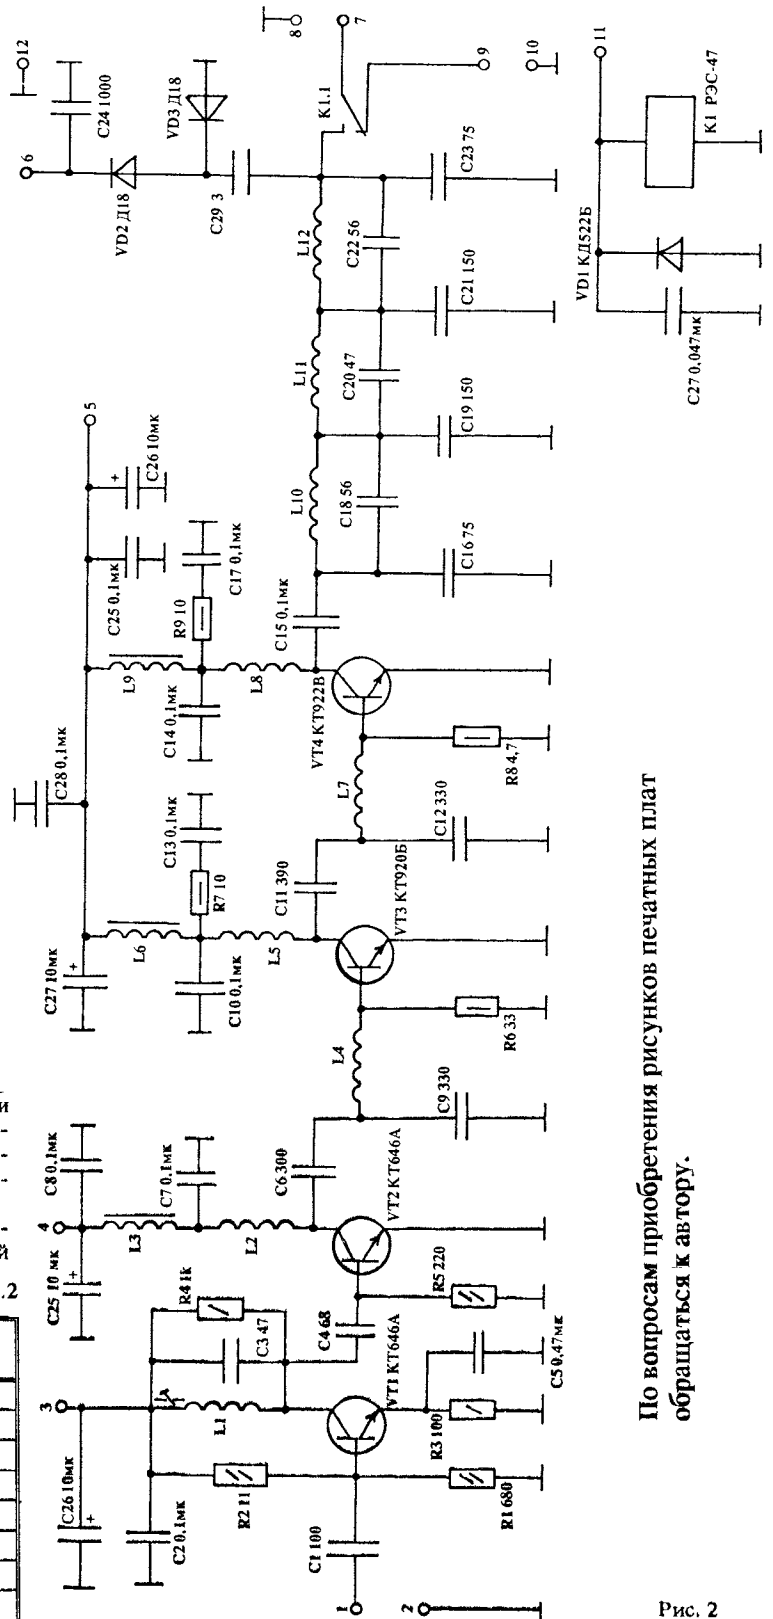 12
C24 1000
6
VD3 Д18
VD2 Д18
C29 3
8
7
K1.1
9
10
11
K1 РЭС-47
VD1 КД522Б
C27 0,047мк
C23 75
C22 56
L12
C21 150
L11
C20 47
C19 150
L10
C18 56
C16 75
5
C26 10мк
+
C25 0,1мк
C17 0,1мк
R9 10
L9
L8
C15 0,1мк
C14 0,1мк
VT4 КТ922В
R8 4,7
L7
C12 330
C28 0,1мк
C13 0,1мк
R7 10
C11 390
VT3 КТ920Б
L6
L5
C27 10мк
+
C10 0,1мк
R6 33
L4
C9 330
C8 0,1мк
C7 0,1мк
C6 300
VT2 КТ646А
4
L3
L2
C25 10 мк
+
R4 1k
C3 47
C4 68
R5 220
C5 0,47мк
VT1 КТ646А
3
L1
R3 100
C26 10мк
+
C2 0,1мк
R2 11
R1 680
C1 100
1
2
По вопросам приобретения рисунков печатных плат
обращаться к автору.
Рис. 2
и
й
.2